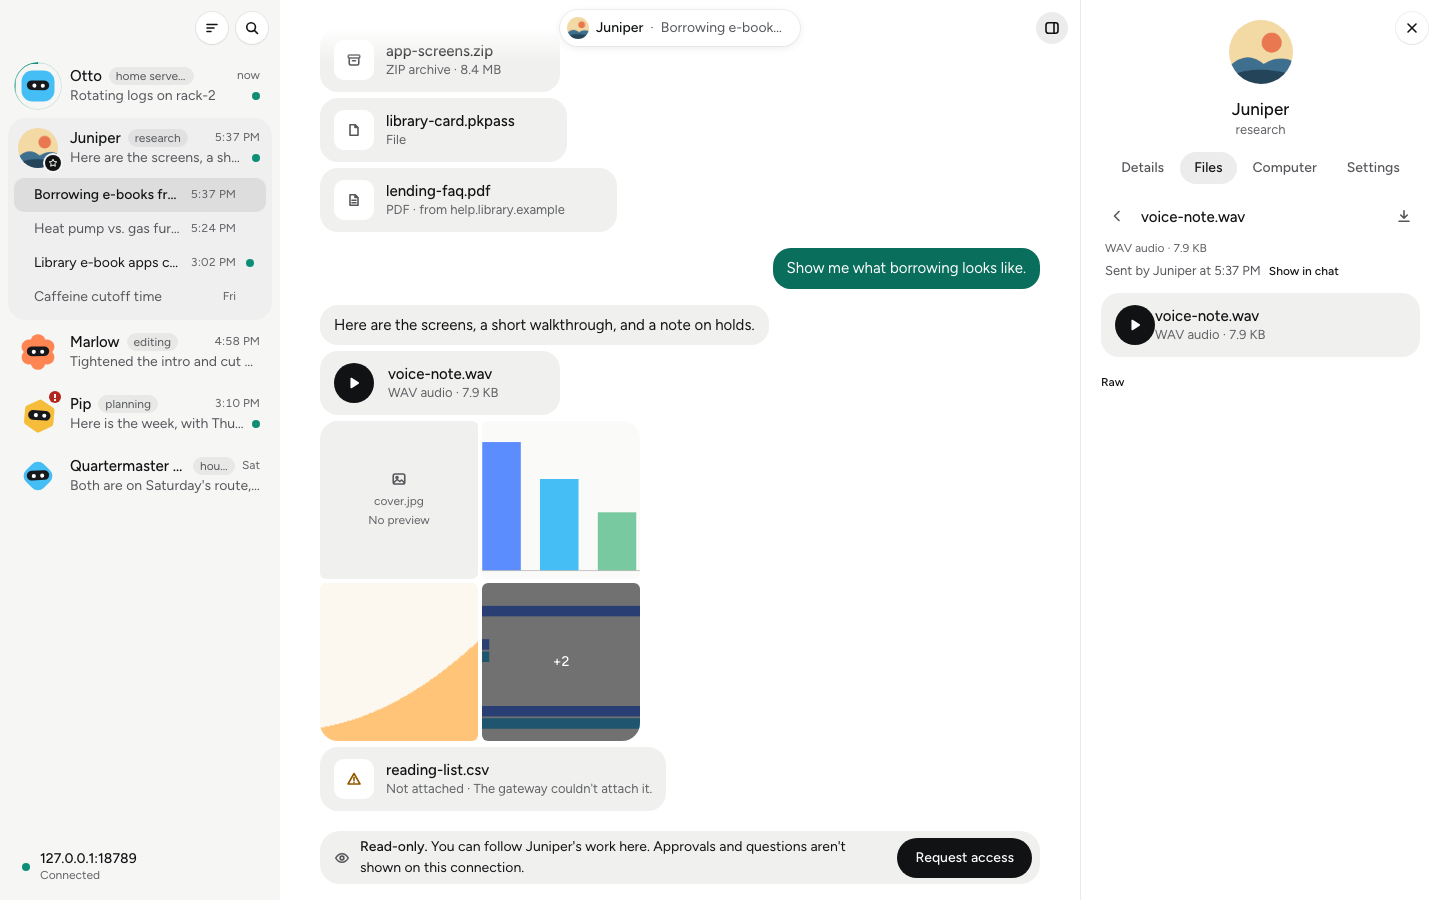 Otto
home serve...
now
Rotating logs on rack-2
Juniper
research
5:37 PM
Here are the screens, a sh...
Borrowing e-books fr...
5:37 PM
Heat pump vs. gas fur...
5:24 PM
Library e-book apps c...
3:02 PM
Caffeine cutoff time
Fri
Marlow
editing
4:58 PM
Tightened the intro and cut ...
Pip
planning
3:10 PM
Here is the week, with Thu...
Quartermaster ...
hou...
Sat
Both are on Saturday's route,...
127.0.0.1:18789
Connected
Juniper · Borrowing e-book...
app-screens.zip
ZIP archive · 8.4 MB
library-card.pkpass
File
lending-faq.pdf
PDF · from help.library.example
Show me what borrowing looks like.
Here are the screens, a short walkthrough, and a note on holds.
voice-note.wav
WAV audio · 7.9 KB
cover.jpg
No preview
+2
reading-list.csv
Not attached · The gateway couldn't attach it.
Read-only. You can follow Juniper's work here. Approvals and questions aren't
shown on this connection.
Request access
Juniper
research
Details
Files
Computer
Settings
voice-note.wav
WAV audio · 7.9 KB
Sent by Juniper at 5:37 PM
Show in chat
voice-note.wav
WAV audio · 7.9 KB
Raw